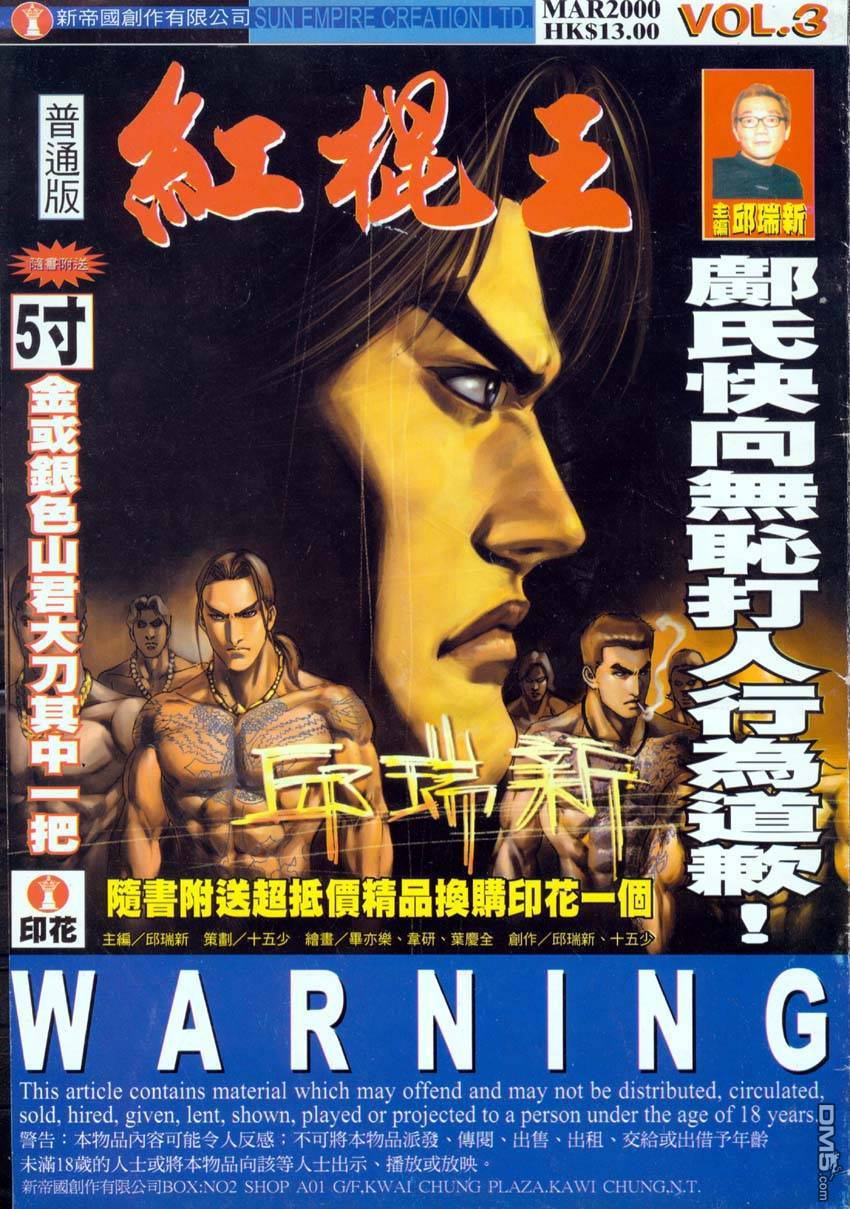 新帝國創作有限公司 SUN EMPIRE CREATION LTD.
MAR2000
HK$13.00
VOL.3
普通版
紅棍王
主編 邱瑞新
隨書附送
5寸
金或銀色山君大刀其中一把
印花
鄺氏快向無恥打人行為道歉！
邱瑞新
隨書附送超抵價精品換購印花一個
主編／邱瑞新 策劃／十五少 繪畫／畢亦樂、韋研、葉慶全 創作／邱瑞新、十五少
WARNING
This article contains material which may offend and may not be distributed, circulated,
sold, hired, given, lent, shown, played or projected to a person under the age of 18 years.
警告：本物品內容可能令人反感；不可將本物品派發、傳閱、出售、出租、交給或出借予年齡
未滿18歲的人士或將本物品向該等人士出示、播放或放映。
新帝國創作有限公司BOX:NO2 SHOP A01 G/F,KWAI CHUNG PLAZA,KAWI CHUNG,N.T.
DM5.com